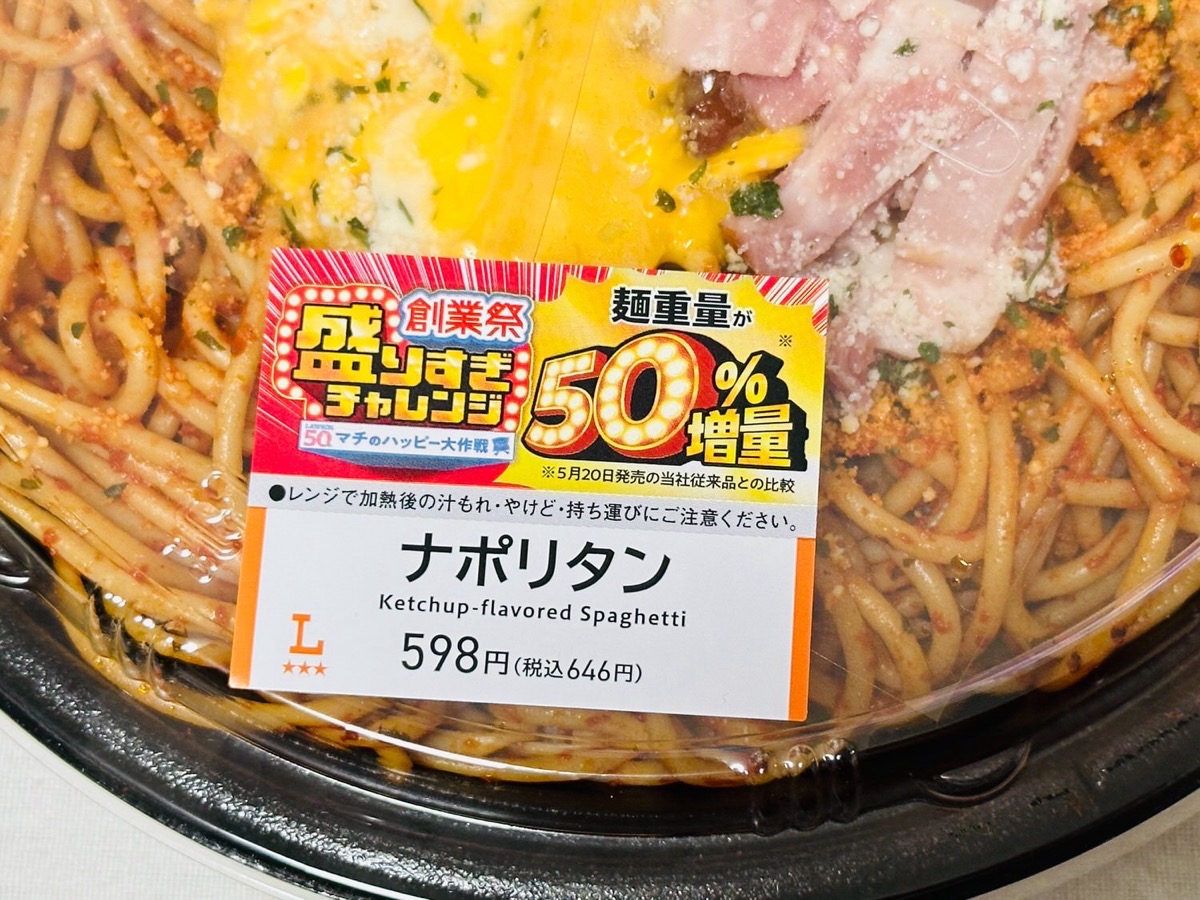 創業祭
盛りすぎ
チャレンジ
LAWSON
50th マチのハッピー大作戦
麺重量が
50%※
増量
※5月20日発売の当社従来品との比較
●レンジで加熱後の汁もれ・やけど・持ち運びにご注意ください。
ナポリタン
Ketchup-flavored Spaghetti
L
★★★
598円(税込646円)